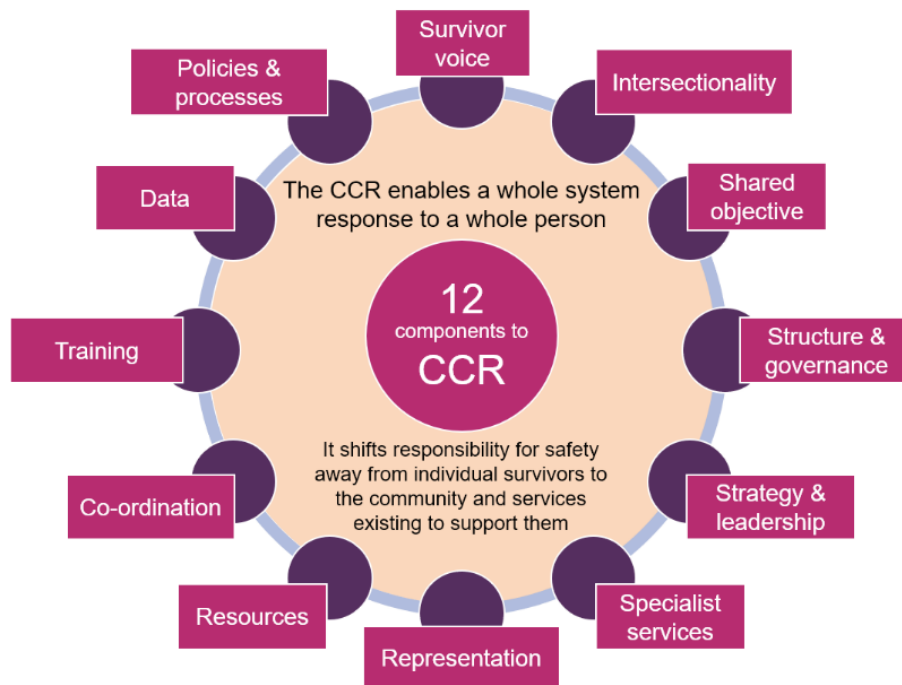 Survivor
voice
Intersectionality
Shared
objective
Structure &
governance
Strategy &
leadership
Specialist
services
Representation
Resources
Co-ordination
Training
Data
Policies &
processes
The CCR enables a whole system
response to a whole person
12
components to
CCR
It shifts responsibility for safety
away from individual survivors to
the community and services
existing to support them